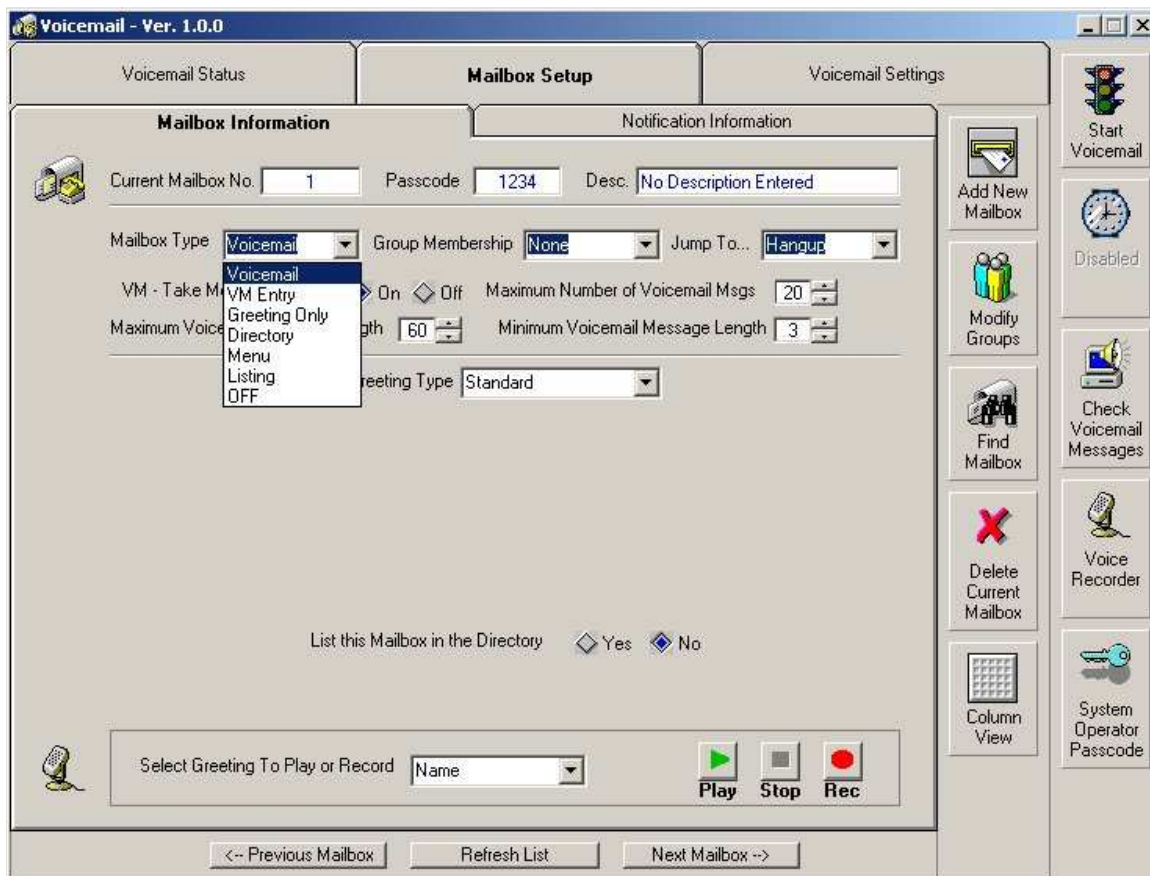 Voicemail - Ver. 1.0.0
Voicemail Status
Mailbox Setup
Voicemail Settings
Mailbox Information
Notification Information
Current Mailbox No. 1 Passcode 1234 Desc. No Description Entered
Mailbox Type Voicemail Group Membership None Jump To... Hangup
Voicemail
VM Entry
Greeting Only
Directory
Menu
Listing
OFF
VM - Take On Off Maximum Number of Voicemail Msgs 20
Maximum 60 Minimum Voicemail Message Length 3
Type Standard
List this Mailbox in the Directory Yes No
Select Greeting To Play or Record Name
Play Stop Rec
<-- Previous Mailbox Refresh List Next Mailbox -->
Add New
Mailbox
Modify
Groups
Find
Mailbox
Delete
Current
Mailbox
Column
View
Start
Voicemail
Disabled
Check
Voicemail
Messages
Voice
Recorder
System
Operator
Passcode